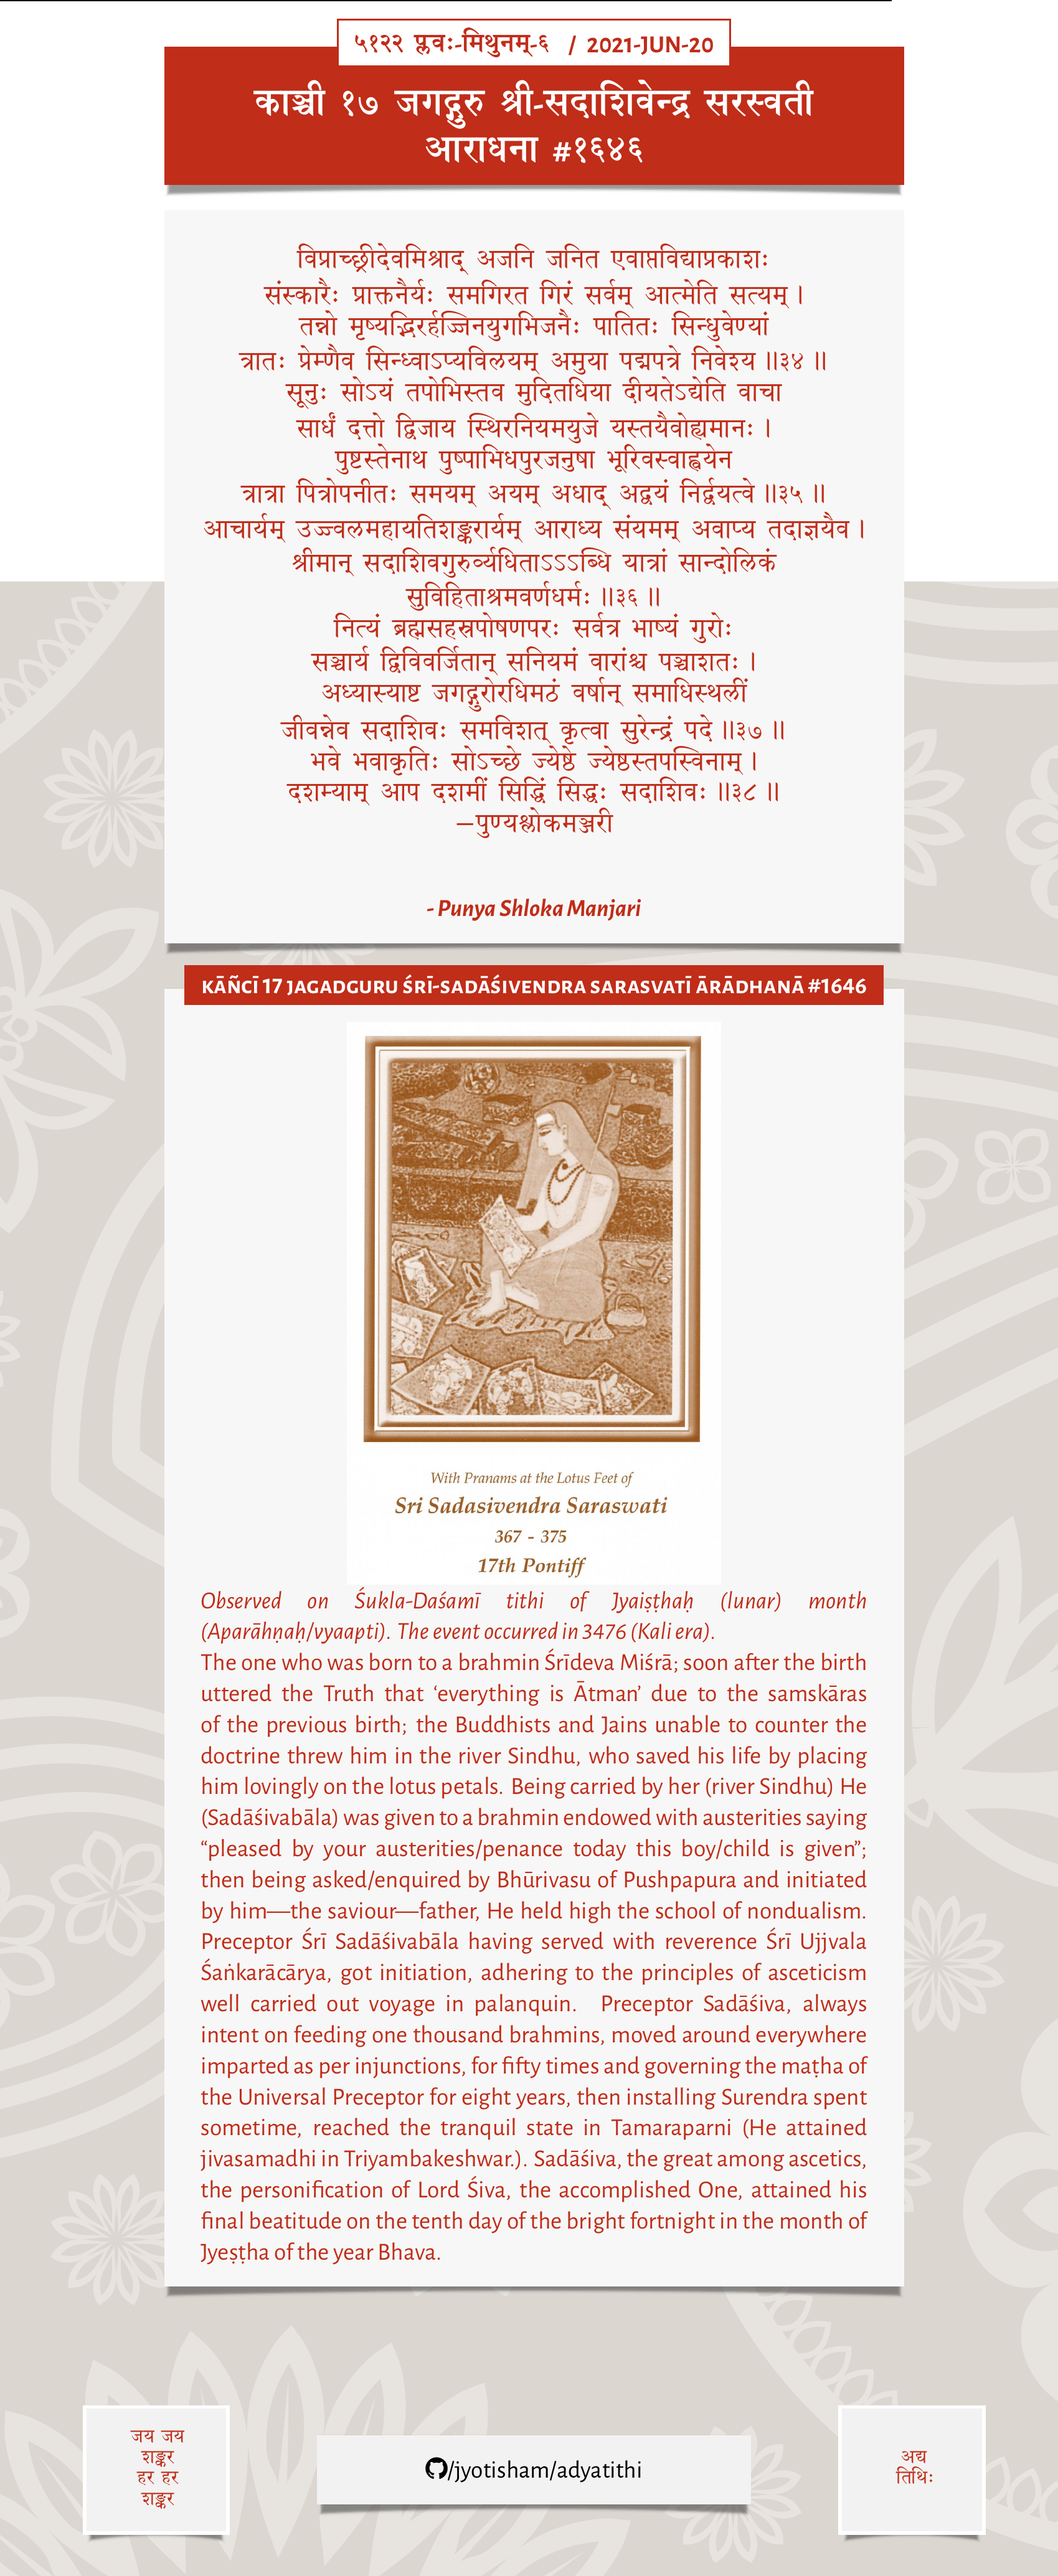 ५१२२ प्लवः-मिथुनम्-६ / 2021-JUN-20
काञ्ची १७ जगद्गुरु श्री-सदाशिवेन्द्र सरस्वती
आराधना #१६४६
विप्राच्छ्रीदेवमिश्राद् अजनि जनित एवाप्तविद्याप्रकाशः
संस्कारैः प्राक्तनैर्यः समगिरत गिरं सर्वम् आत्मेति सत्यम्।
तन्नो मृष्यद्भिरर्हज्जिनयुगभिजनैः पातितः सिन्धुवेण्यां
त्रातः प्रेम्णैव सिन्ध्वाऽप्यविलयम् अमुया पद्मपत्रे निवेश्य॥३४॥
सूनुः सोऽयं तपोभिस्तव मुदितधिया दीयतेऽद्येति वाचा
सार्धं दत्तो द्विजाय स्थिरनियमयुजे यस्तयैवोह्यमानः।
पुष्टस्तेनाथ पुष्पाभिधपुरजनुषा भूरिवस्वाह्वयेन
त्रात्रा पित्रोपनीतः समयम् अयम् अधाद् अद्वयं निर्द्वयत्वे॥३५॥
आचार्यम् उज्ज्वलमहायतिशङ्करार्यम् आराध्य संयमम् अवाप्य तदाज्ञयैव।
श्रीमान् सदाशिवगुरुर्व्यधिताऽऽऽब्धि यात्रां सान्दोलिकं
सुविहिताश्रमवर्णधर्मः॥३६॥
नित्यं ब्रह्मसहस्रपोषणपरः सर्वत्र भाष्यं गुरोः
सञ्चार्य द्विविवर्जितान् सनियमं वारांश्च पञ्चाशतः।
अध्यास्याष्ट जगद्गुरोरधिमठं वर्षान् समाधिस्थलीं
जीवन्नेव सदाशिवः समविशत् कृत्वा सुरेन्द्रं पदे॥३७॥
भवे भवाकृतिः सोऽच्छे ज्येष्ठे ज्येष्ठस्तपस्विनाम्।
दशम्याम् आप दशमीं सिद्धिं सिद्धः सदाशिवः॥३८॥
—पुण्यश्लोकमञ्जरी
- Punya Shloka Manjari
KĀÑCĪ 17 JAGADGURU ŚRĪ-SADĀŚIVENDRA SARASVATĪ ĀRĀDHANĀ #1646
With Pranams at the Lotus Feet of
Sri Sadasivendra Saraswati
367 - 375
17th Pontiff
Observed on Śukla-Daśamī tithi of Jyaiṣṭhaḥ (lunar) month
(Aparāhṇaḥ/vyaapti). The event occurred in 3476 (Kali era).
The one who was born to a brahmin Śrīdeva Miśrā; soon after the birth
uttered the Truth that ‘everything is Ātman’ due to the samskāras
of the previous birth; the Buddhists and Jains unable to counter the
doctrine threw him in the river Sindhu, who saved his life by placing
him lovingly on the lotus petals. Being carried by her (river Sindhu) He
(Sadāśivabāla) was given to a brahmin endowed with austerities saying
“pleased by your austerities/penance today this boy/child is given”;
then being asked/enquired by Bhūrivasu of Pushpapura and initiated
by him—the saviour—father, He held high the school of nondualism.
Preceptor Śrī Sadāśivabāla having served with reverence Śrī Ujjvala
Śaṅkarācārya, got initiation, adhering to the principles of asceticism
well carried out voyage in palanquin. Preceptor Sadāśiva, always
intent on feeding one thousand brahmins, moved around everywhere
imparted as per injunctions, for fifty times and governing the maṭha of
the Universal Preceptor for eight years, then installing Surendra spent
sometime, reached the tranquil state in Tamaraparni (He attained
jivasamadhi in Triyambakeshwar.). Sadāśiva, the great among ascetics,
the personification of Lord Śiva, the accomplished One, attained his
final beatitude on the tenth day of the bright fortnight in the month of
Jyeṣṭha of the year Bhava.
जय जय
शङ्कर
हर हर
शङ्कर
/jyotisham/adyatithi
अद्य
तिथिः